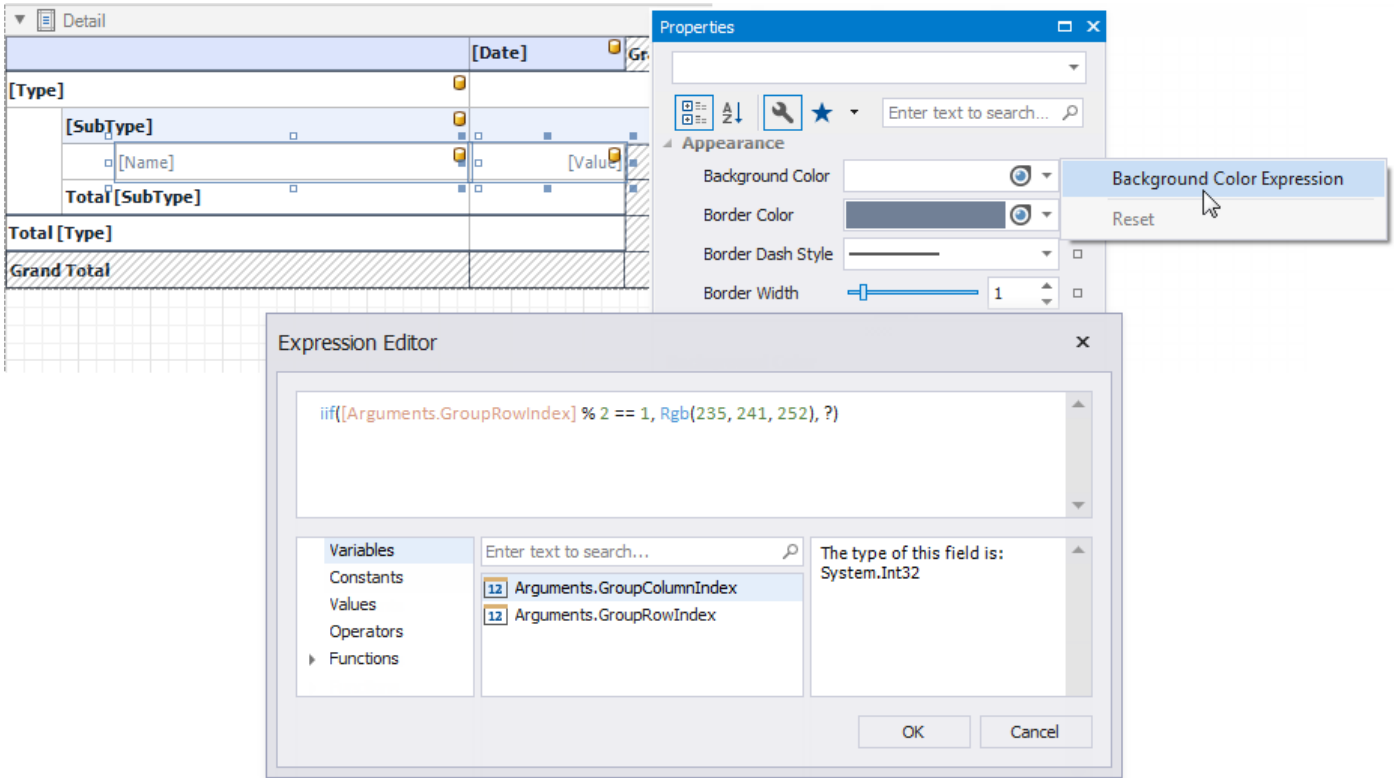 Detail
[Date]
Gr
[Type]
[SubType]
[Name]
[Value]
Total [SubType]
Total [Type]
Grand Total
Properties
Enter text to search...
Appearance
Background Color
Border Color
Border Dash Style
Border Width
1
Background Color Expression
Reset
Expression Editor
iif([Arguments.GroupRowIndex] % 2 == 1, Rgb(235, 241, 252), ?)
Variables
Constants
Values
Operators
Functions
Enter text to search...
12 Arguments.GroupColumnIndex
12 Arguments.GroupRowIndex
The type of this field is:
System.Int32
OK
Cancel